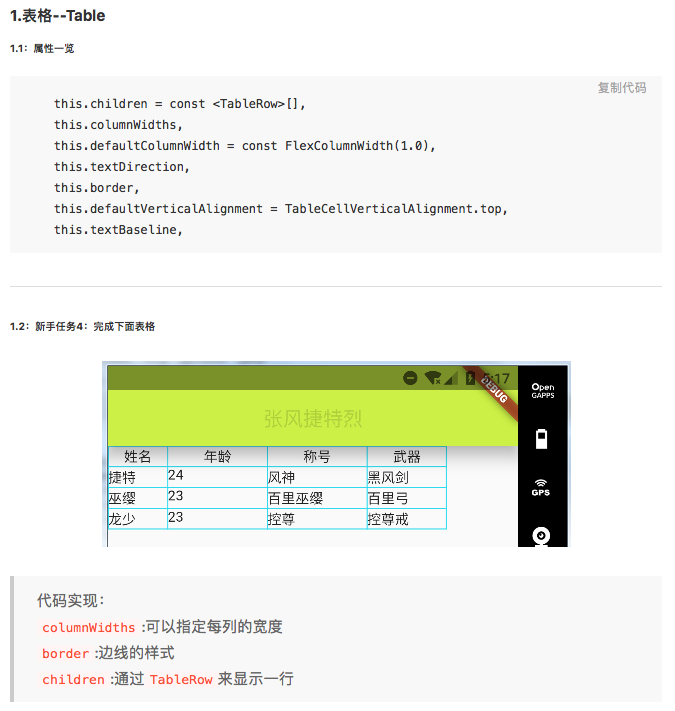 1.表格--Table
1.1：属性一览
复制代码
this.children = const <TableRow>[],
this.columnWidths,
this.defaultColumnWidth = const FlexColumnWidth(1.0),
this.textDirection,
this.border,
this.defaultVerticalAlignment = TableCellVerticalAlignment.top,
this.textBaseline,
1.2：新手任务4：完成下面表格
5:17
DEBUG
Open
GAPPS
张风捷特烈
姓名 年龄 称号 武器
捷特 24 风神 黑风剑
巫缨 23 百里巫缨 百里弓
龙少 23 控尊 控尊戒
GPS
代码实现：
columnWidths :可以指定每列的宽度
border :边线的样式
children :通过 TableRow 来显示一行